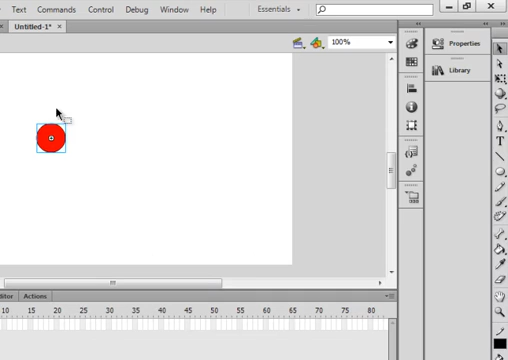 Text Commands Control Debug Window Help Essentials
Untitled-1* ×
100%
Properties
Library
T
Actions
10 15 20 25 30 35 40 45 50 55 60 65 70 75 80